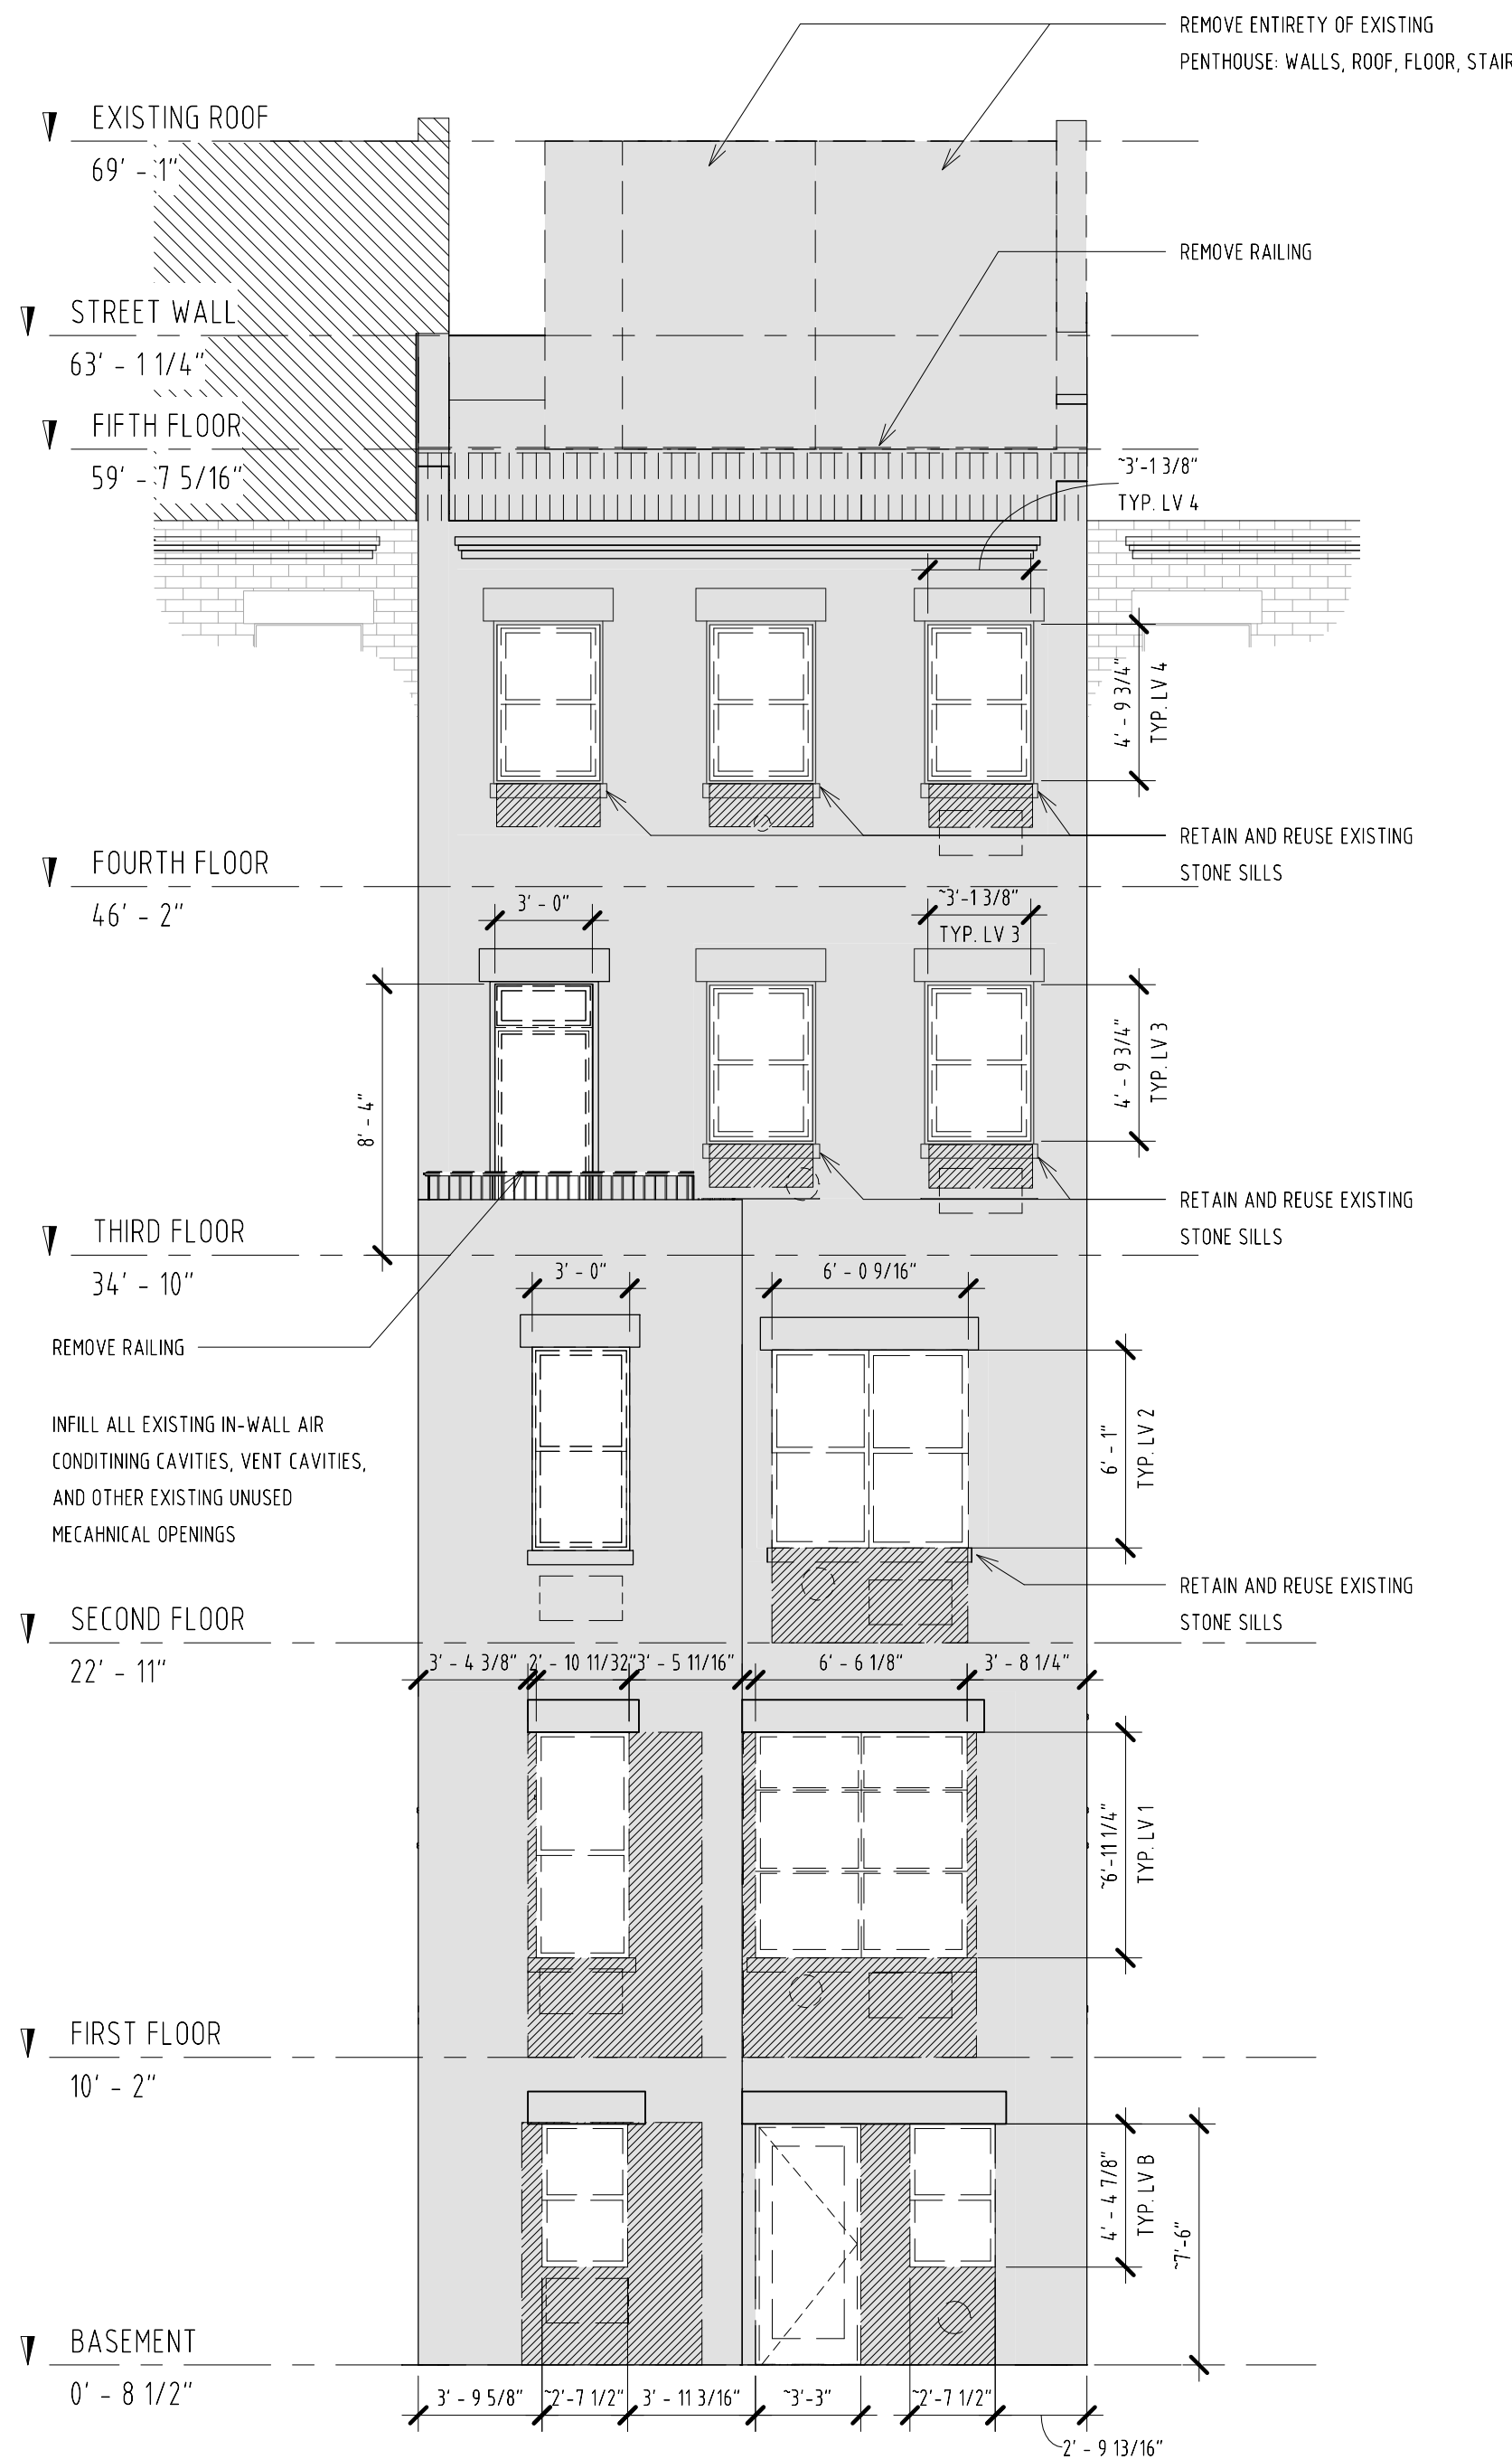 REMOVE ENTIRETY OF EXISTING
PENTHOUSE: WALLS, ROOF, FLOOR, STAIR
EXISTING ROOF
69' - 1"
REMOVE RAILING
STREET WALL
63' - 1 1/4"
FIFTH FLOOR
59' - 7 5/16"
~3'-1 3/8"
TYP. LV 4
4' - 9 3/4"
TYP. LV 4
RETAIN AND REUSE EXISTING
STONE SILLS
FOURTH FLOOR
46' - 2"
3' - 0"
~3'-1 3/8"
TYP. LV 3
4' - 9 3/4"
TYP. LV 3
8' - 4"
RETAIN AND REUSE EXISTING
STONE SILLS
THIRD FLOOR
34' - 10"
3' - 0"
6' - 0 9/16"
REMOVE RAILING
6' - 1"
TYP. LV 2
INFILL ALL EXISTING IN-WALL AIR
CONDITINING CAVITIES, VENT CAVITIES,
AND OTHER EXISTING UNUSED
MECAHNICAL OPENINGS
RETAIN AND REUSE EXISTING
STONE SILLS
SECOND FLOOR
22' - 11"
3' - 4 3/8"
2' - 10 11/32"
3' - 5 11/16"
6' - 6 1/8"
3' - 8 1/4"
~6'-11 1/4"
TYP. LV 1
FIRST FLOOR
10' - 2"
4' - 4 7/8"
TYP. LV B
~7'-6"
BASEMENT
0' - 8 1/2"
3' - 9 5/8"
~2'-7 1/2"
3' - 11 3/16"
~3'-3"
~2'-7 1/2"
2' - 9 13/16"